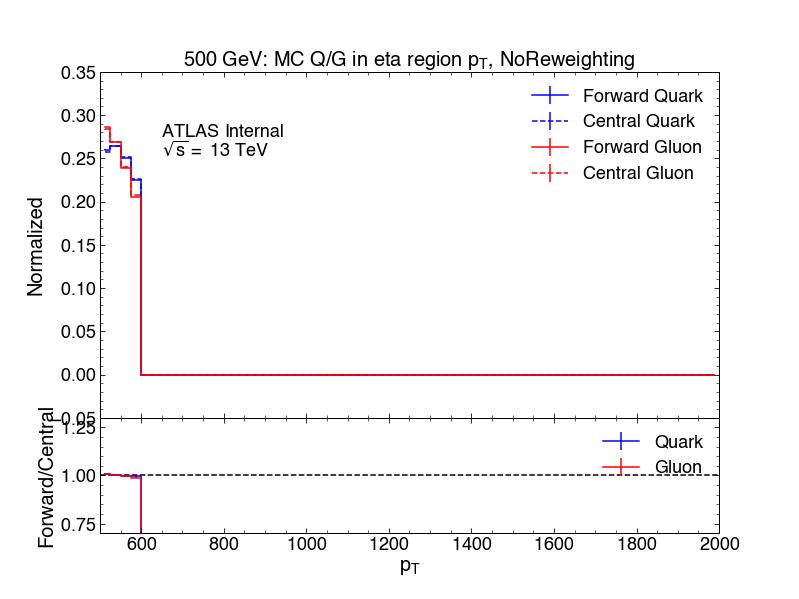 500 GeV: MC Q/G in eta region pT, NoReweighting
0.35
0.30
0.25
0.20
0.15
0.10
0.05
0.00
0.05
Normalized
ATLAS Internal
√s = 13 TeV
Forward Quark
Central Quark
Forward Gluon
Central Gluon
1.25
1.00
0.75
Forward/Central
Quark
Gluon
600 800 1000 1200 1400 1600 1800 2000
pT